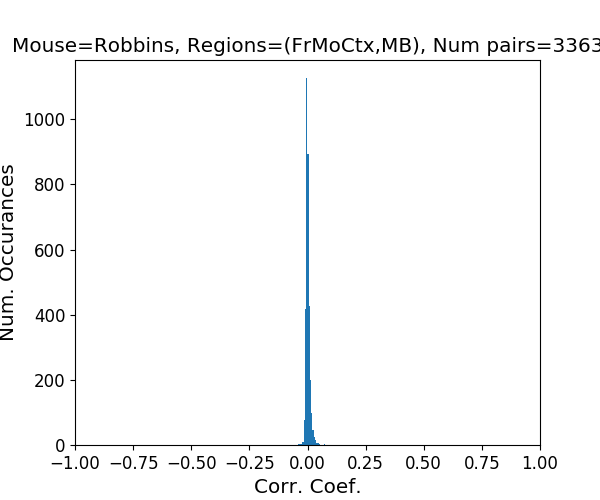 Mouse=Robbins, Regions=(FrMoCtx,MB), Num pairs=3363
Num. Occurances
1000
800
600
400
200
0
−1.00 −0.75 −0.50 −0.25 0.00 0.25 0.50 0.75 1.00
Corr. Coef.